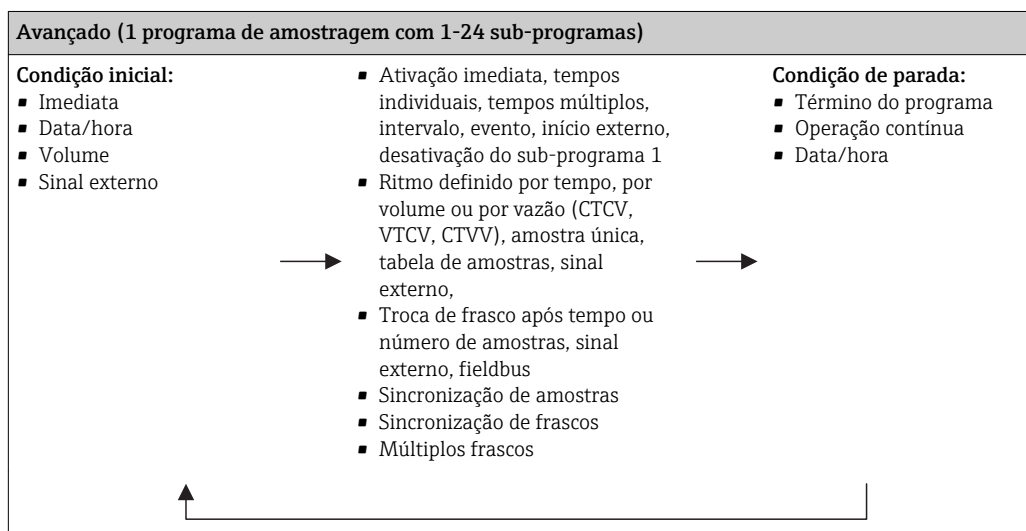 Avançado (1 programa de amostragem com 1-24 sub-programas)
Condição inicial:
▪ Imediata
▪ Data/hora
▪ Volume
▪ Sinal externo
▪ Ativação imediata, tempos
individuais, tempos múltiplos,
intervalo, evento, início externo,
desativação do sub-programa 1
▪ Ritmo definido por tempo, por
volume ou por vazão (CTCV,
VTCV, CTVV), amostra única,
tabela de amostras, sinal
externo,
▪ Troca de frasco após tempo ou
número de amostras, sinal
externo, fieldbus
▪ Sincronização de amostras
▪ Sincronização de frascos
▪ Múltiplos frascos
Condição de parada:
▪ Término do programa
▪ Operação contínua
▪ Data/hora